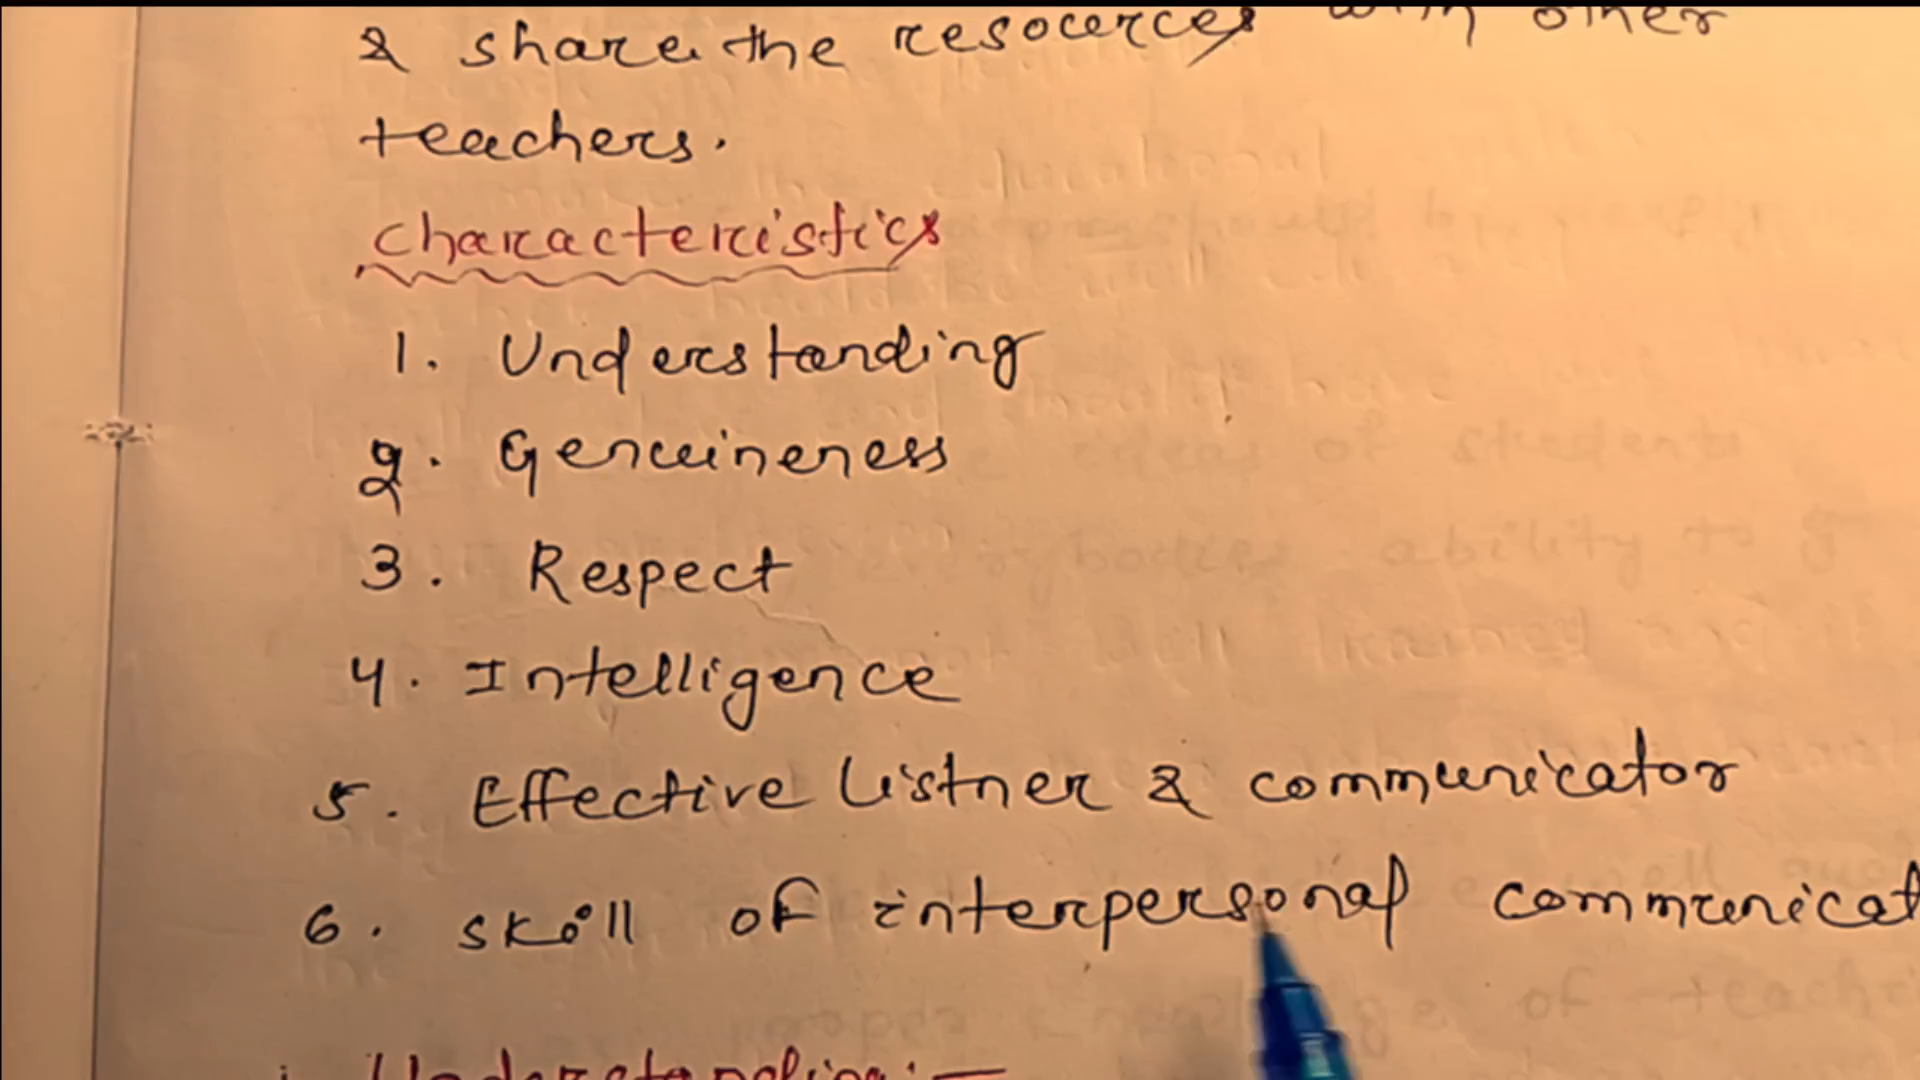 & share the resources with other
teachers.
characteristics
1. Understanding
2. Genuineness
3. Respect
4. Intelligence
5. Effective listner & communicator
6. skill of interpersonal communicat
i. Understanding:—